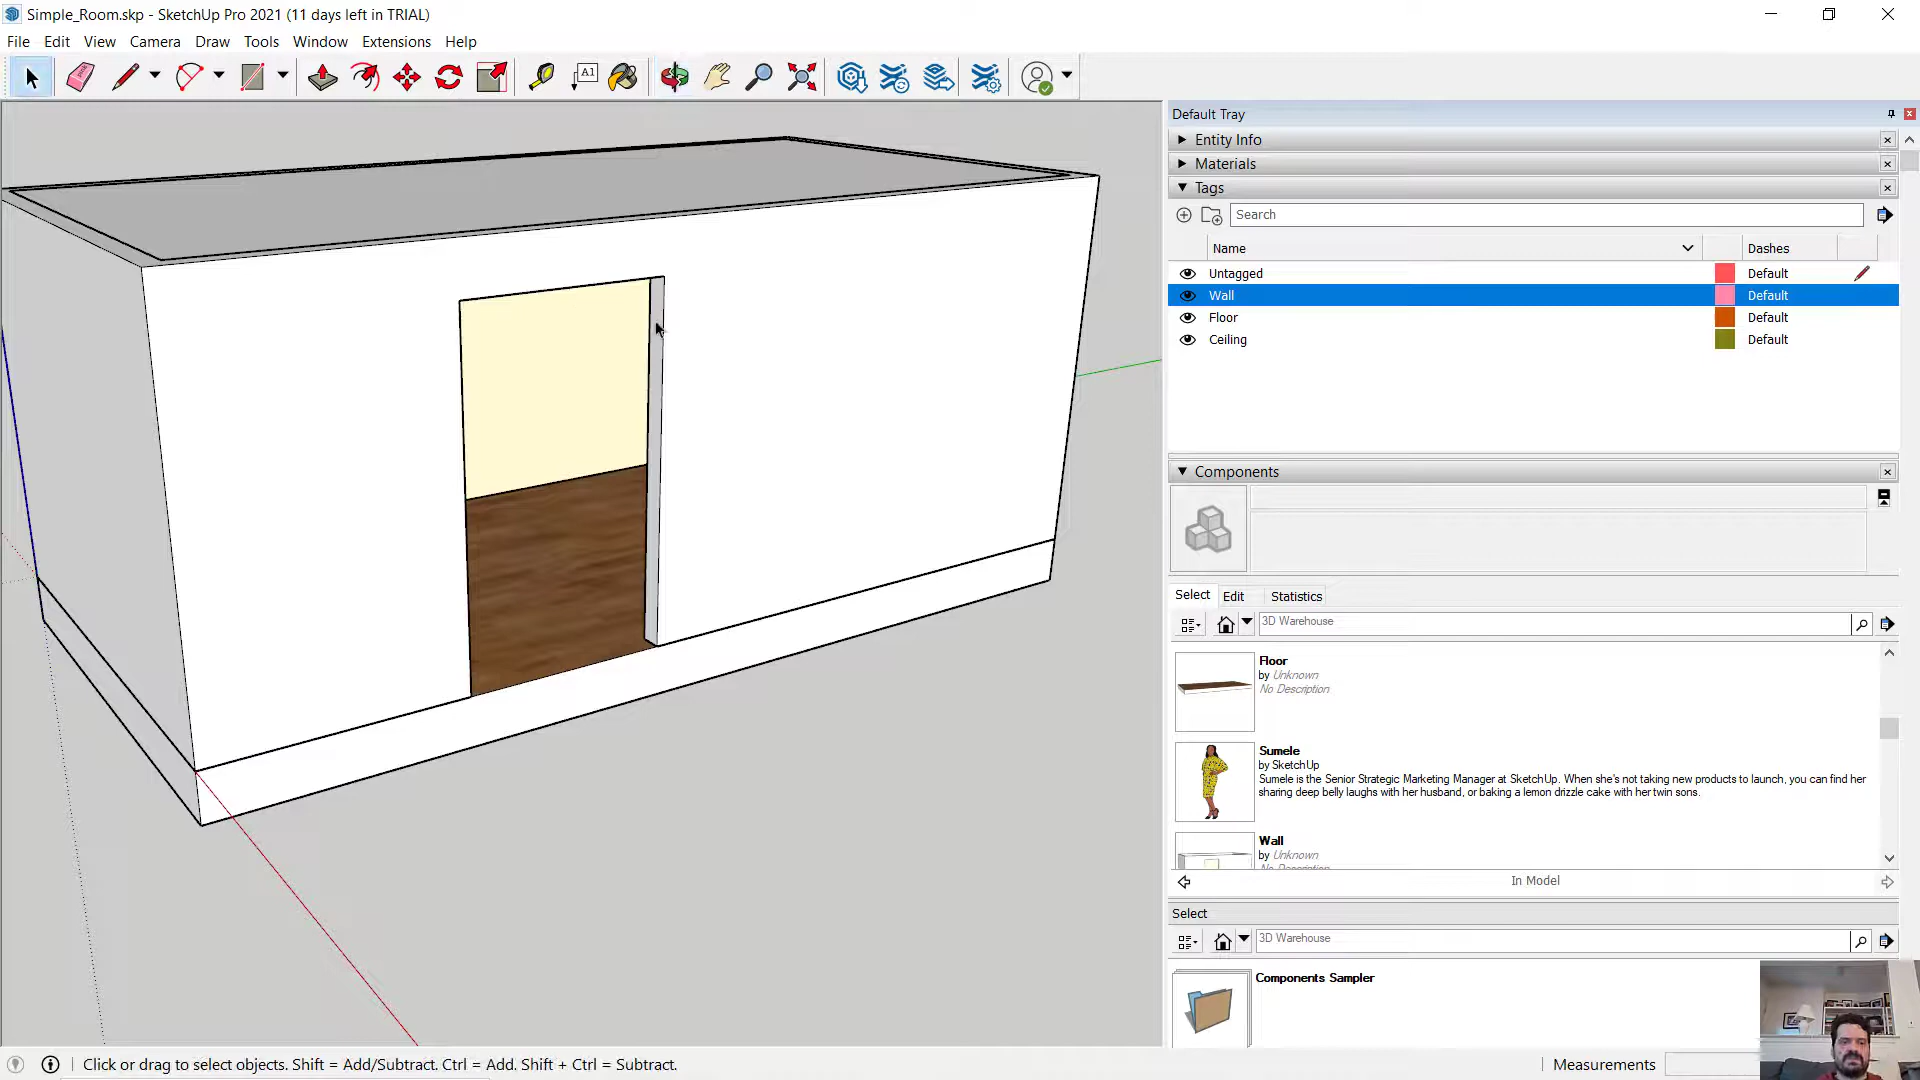 Simple_Room.skp - SketchUp Pro 2021 (11 days left in TRIAL)
File Edit View Camera Draw Tools Window Extensions Help
A1
Default Tray
Entity Info
Materials
Tags
Search
Name Dashes
Untagged Default
Wall Default
Floor Default
Ceiling Default
Components
Select Edit Statistics
3D Warehouse
Floor
by Unknown
No Description
Sumele
by SketchUp
Sumele is the Senior Strategic Marketing Manager at SketchUp. When she's not taking new products to launch, you can find her
sharing deep belly laughs with her husband, or baking a lemon drizzle cake with her twin sons.
Wall
by Unknown
No Description
In Model
Select
3D Warehouse
Components Sampler
Click or drag to select objects. Shift = Add/Subtract. Ctrl = Add. Shift + Ctrl = Subtract.
Measurements